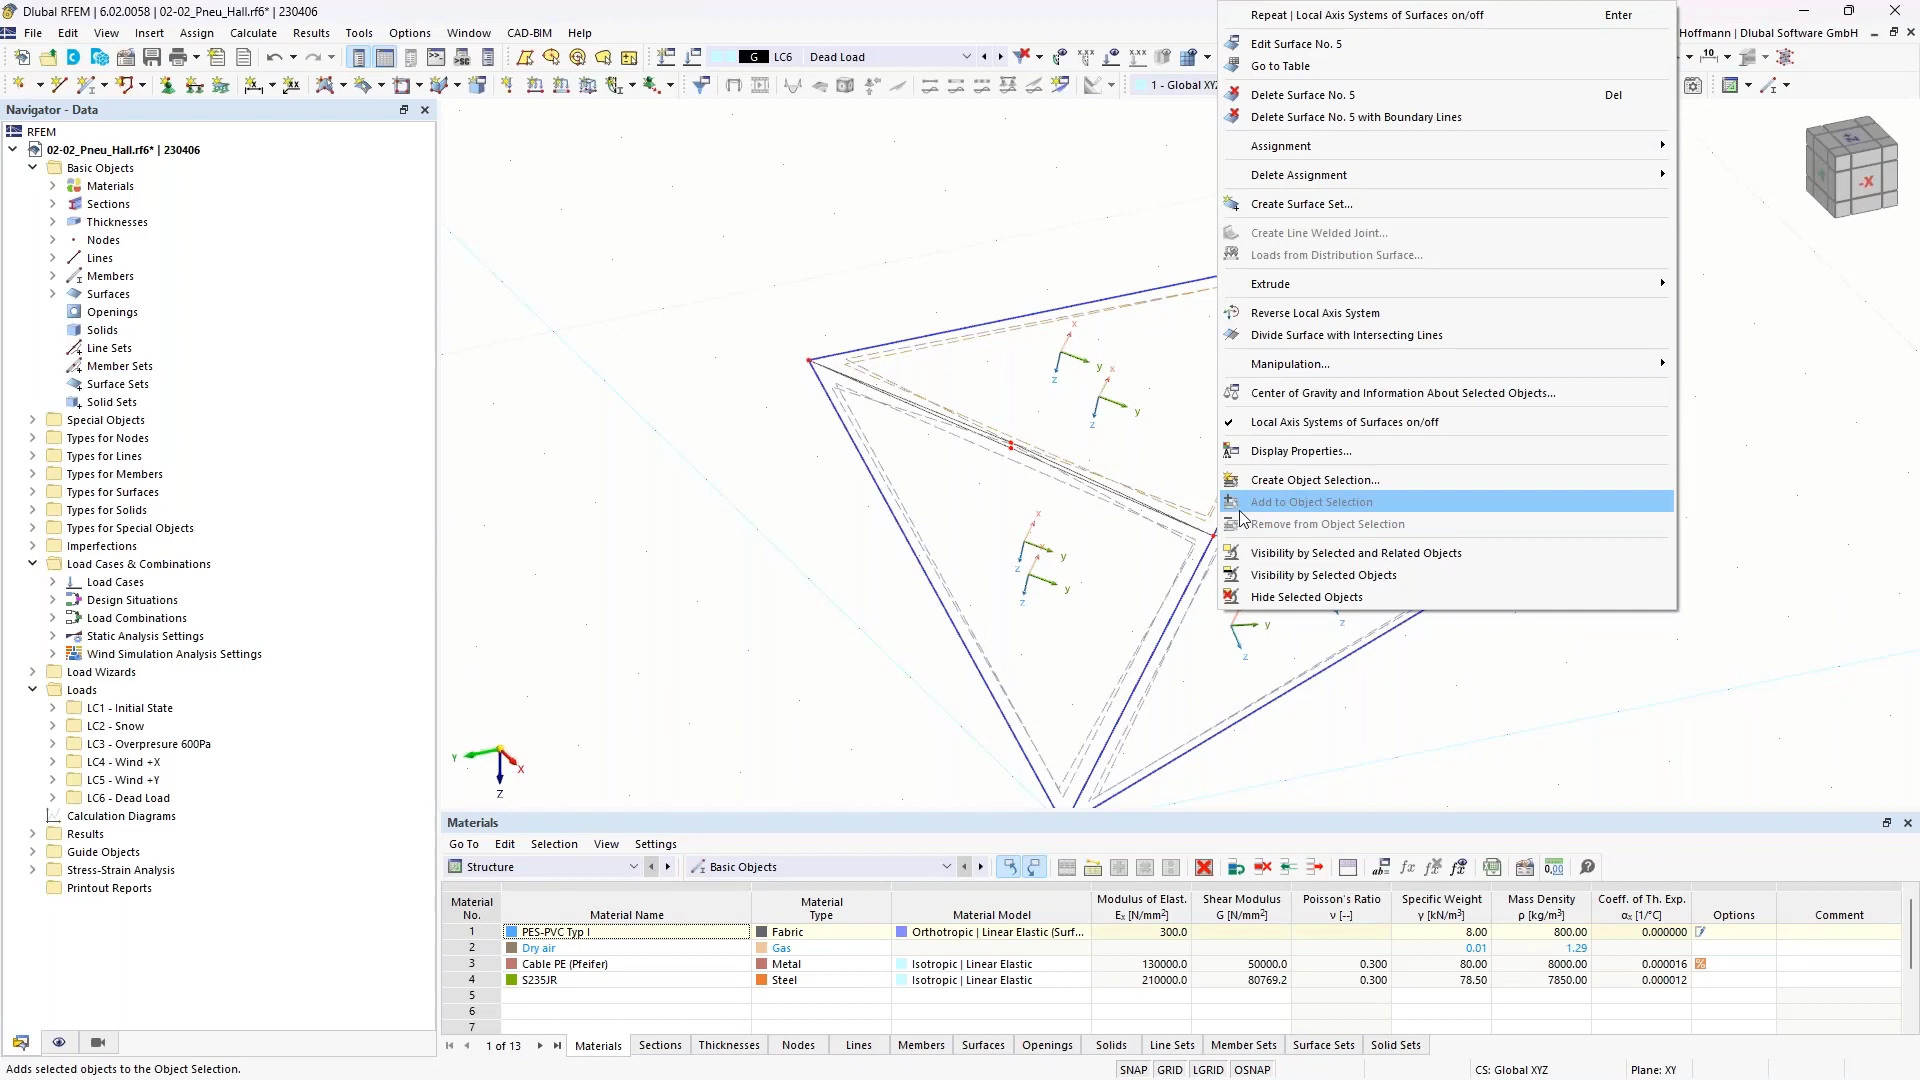 Dlubal RFEM | 6.02.0058 | 02-02_Pneu_Hall.rf6* | 230406
File Edit View Insert Assign Calculate Results Tools Options Window CAD-BIM Help
Hoffmann | Dlubal Software GmbH
G LC6 Dead Load
1 - Global XYZ
Navigator - Data
RFEM
02-02_Pneu_Hall.rf6* | 230406
Basic Objects
Materials
Sections
Thicknesses
Nodes
Lines
Members
Surfaces
Openings
Solids
Line Sets
Member Sets
Surface Sets
Solid Sets
Special Objects
Types for Nodes
Types for Lines
Types for Members
Types for Surfaces
Types for Solids
Types for Special Objects
Imperfections
Load Cases & Combinations
Load Cases
Design Situations
Load Combinations
Static Analysis Settings
Wind Simulation Analysis Settings
Load Wizards
Loads
LC1 - Initial State
LC2 - Snow
LC3 - Overpresure 600Pa
LC4 - Wind +X
LC5 - Wind +Y
LC6 - Dead Load
Calculation Diagrams
Results
Guide Objects
Stress-Strain Analysis
Printout Reports
Repeat | Local Axis Systems of Surfaces on/off Enter
Edit Surface No. 5
Go to Table
Delete Surface No. 5 Del
Delete Surface No. 5 with Boundary Lines
Assignment
Delete Assignment
Create Surface Set...
Create Line Welded Joint...
Loads from Distribution Surface...
Extrude
Reverse Local Axis System
Divide Surface with Intersecting Lines
Manipulation...
Center of Gravity and Information About Selected Objects...
Local Axis Systems of Surfaces on/off
Display Properties...
Create Object Selection...
Add to Object Selection
Remove from Object Selection
Visibility by Selected and Related Objects
Visibility by Selected Objects
Hide Selected Objects
-X
x
y
z
x
y
z
x
y
z
x
y
z
y
z
z
Y
X
Z
Materials
Go To Edit Selection View Settings
Structure Basic Objects
Material No. Material Name Material Type Material Model Modulus of Elast. Ex [N/mm²] Shear Modulus G [N/mm²] Poisson's Ratio ν [--] Specific Weight γ [kN/m³] Mass Density ρ [kg/m³] Coeff. of Th. Exp. αx [1/°C] Options Comment
1 PES-PVC Typ I Fabric Orthotropic | Linear Elastic (Surf... 300.0 8.00 800.00 0.000000
2 Dry air Gas 0.01 1.29
3 Cable PE (Pfeifer) Metal Isotropic | Linear Elastic 130000.0 50000.0 0.300 80.00 8000.00 0.000016
4 S235JR Steel Isotropic | Linear Elastic 210000.0 80769.2 0.300 78.50 7850.00 0.000012
5
6
7
1 of 13 Materials Sections Thicknesses Nodes Lines Members Surfaces Openings Solids Line Sets Member Sets Surface Sets Solid Sets
Adds selected objects to the Object Selection. SNAP GRID LGRID OSNAP CS: Global XYZ Plane: XY